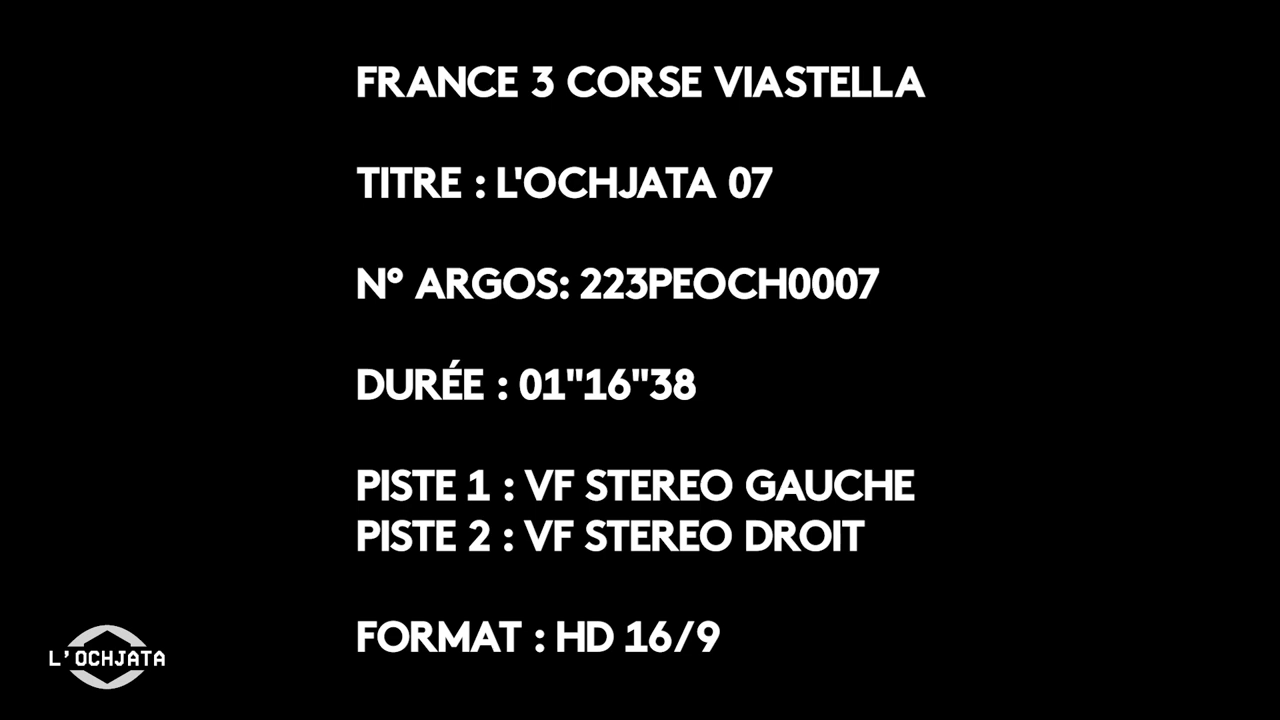 FRANCE 3 CORSE VIASTELLA
TITRE : L'OCHJATA 07
N° ARGOS: 223PEOCH0007
DURÉE : 01"16"38
PISTE 1 : VF STEREO GAUCHE
PISTE 2 : VF STEREO DROIT
FORMAT : HD 16/9
L'OCHJATA